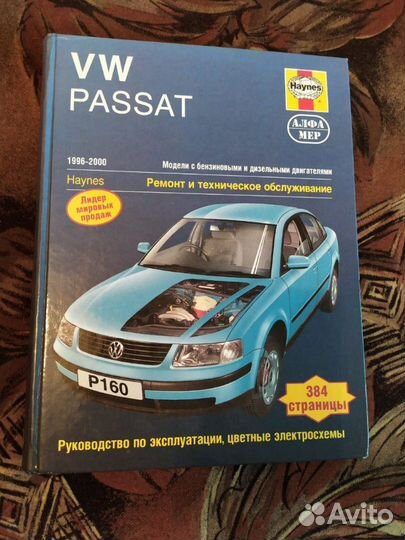 VW
PASSAT
Haynes
АЛФА
МЕР
1996-2000
Модели с бензиновыми и дизельными двигателями
Haynes
Ремонт и техническое обслуживание
Лидер
мировых
продаж
P160
384
страницы
Руководство по эксплуатации, цветные электросхемы
Avito